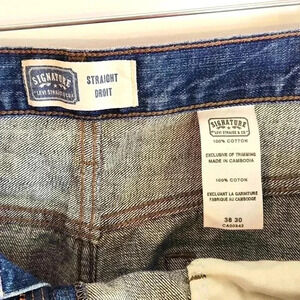 SIGNATURE
LEVI STRAUSS & CO.
STRAIGHT
DROIT
SIGNATURE
LEVI STRAUSS & CO.
100% COTTON
EXCLUSIVE OF TRIMMING
MADE IN CAMBODIA
100% COTON
EXCLUANT LA GARNITURE
FABRIQUE AU CAMBODGE
38 30